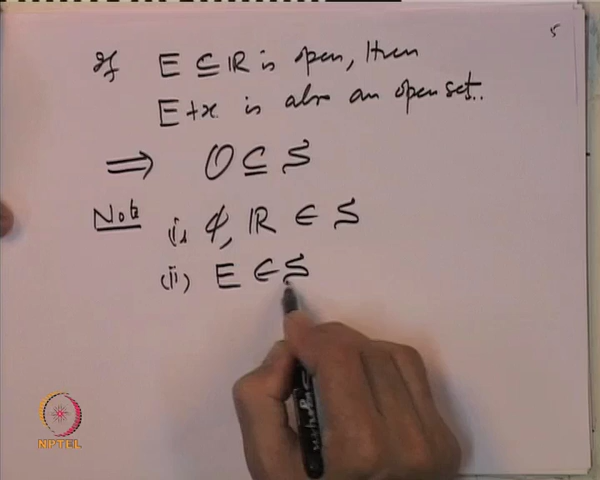 5
If E ⊆ ℝ is open, then
E + x is also an open set..
⟹ O ⊆ S
Note (i) ϕ, ℝ ∈ S
(ii) E ∈ S
NPTEL